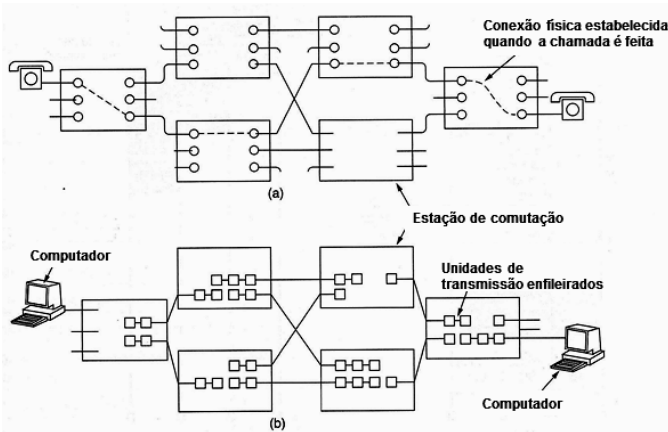 Conexão física estabelecida
quando a chamada é feita
(a)
Estação de comutação
Computador
Unidades de
transmissão enfileirados
Computador
(b)